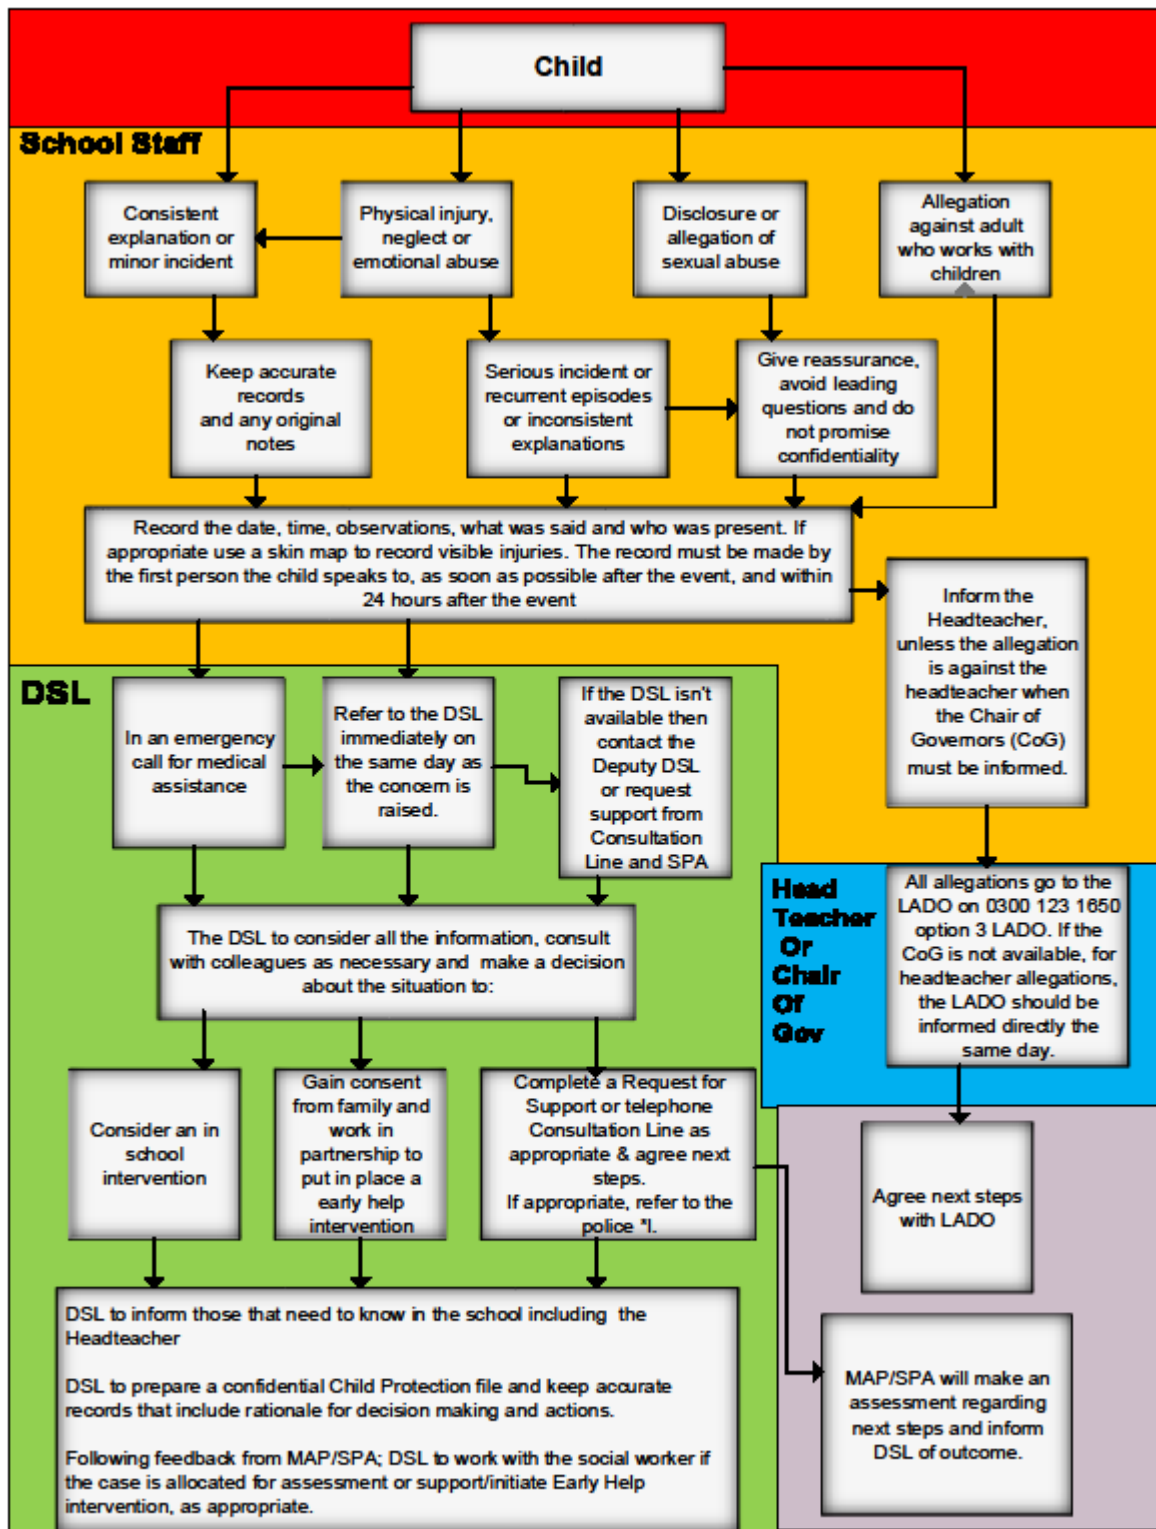 Child
School Staff
Consistent
explanation or
minor incident
Physical injury,
neglect or
emotional abuse
Disclosure or
allegation of
sexual abuse
Allegation
against adult
who works with
children
Keep accurate
records
and any original
notes
Serious incident or
recurrent episodes
or inconsistent
explanations
Give reassurance,
avoid leading
questions and do
not promise
confidentiality
Record the date, time, observations, what was said and who was present. If
appropriate use a skin map to record visible injuries. The record must be made by
the first person the child speaks to, as soon as possible after the event, and within
24 hours after the event
Inform the
Headteacher,
unless the allegation
is against the
headteacher when
the Chair of
Governors (CoG)
must be informed.
DSL
In an emergency
call for medical
assistance
Refer to the DSL
immediately on
the same day as
the concern is
raised.
If the DSL isn't
available then
contact the
Deputy DSL
or request
support from
Consultation
Line and SPA
Head
Teacher
Or
Chair
Of
Gov
All allegations go to the
LADO on 0300 123 1650
option 3 LADO. If the
CoG is not available, for
headteacher allegations,
the LADO should be
informed directly the
same day.
The DSL to consider all the information, consult
with colleagues as necessary and make a decision
about the situation to:
Consider an in
school
intervention
Gain consent
from family and
work in
partnership to
put in place a
early help
intervention
Complete a Request for
Support or telephone
Consultation Line as
appropriate & agree next
steps.
If appropriate, refer to the
police *I.
Agree next steps
with LADO
DSL to inform those that need to know in the school including the
Headteacher
DSL to prepare a confidential Child Protection file and keep accurate
records that include rationale for decision making and actions.
Following feedback from MAP/SPA; DSL to work with the social worker if
the case is allocated for assessment or support/initiate Early Help
intervention, as appropriate.
MAP/SPA will make an
assessment regarding
next steps and inform
DSL of outcome.